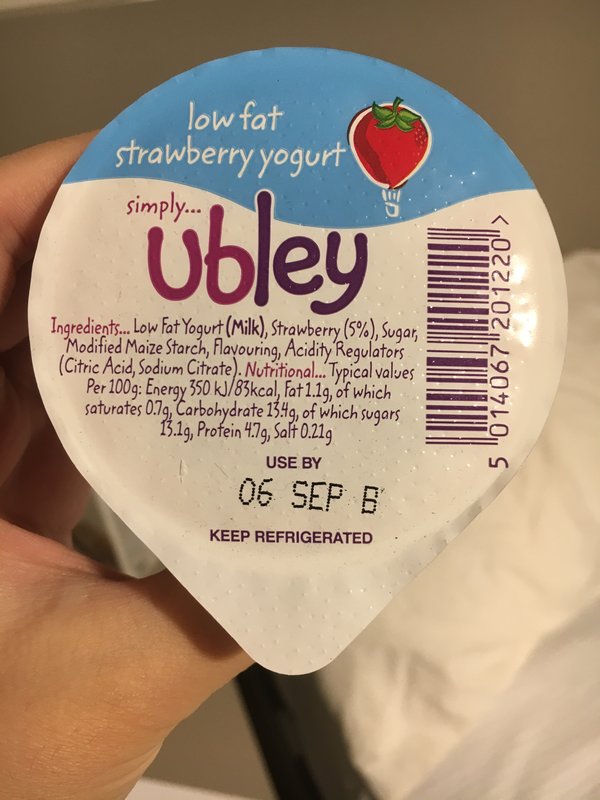 low fat
strawberry yogurt
simply...
Ubley
Ingredients... Low Fat Yogurt (Milk), Strawberry (5%), Sugar,
Modified Maize Starch, Flavouring, Acidity Regulators
(Citric Acid, Sodium Citrate). Nutritional... Typical values
Per 100g: Energy 350 kJ/83kcal, Fat 1.1g, of which
saturates 0.7g, Carbohydrate 13.4g, of which sugars
13.1g, Protein 4.7g, Salt 0.21g
USE BY
06 SEP B
KEEP REFRIGERATED
5 014067 201220 >